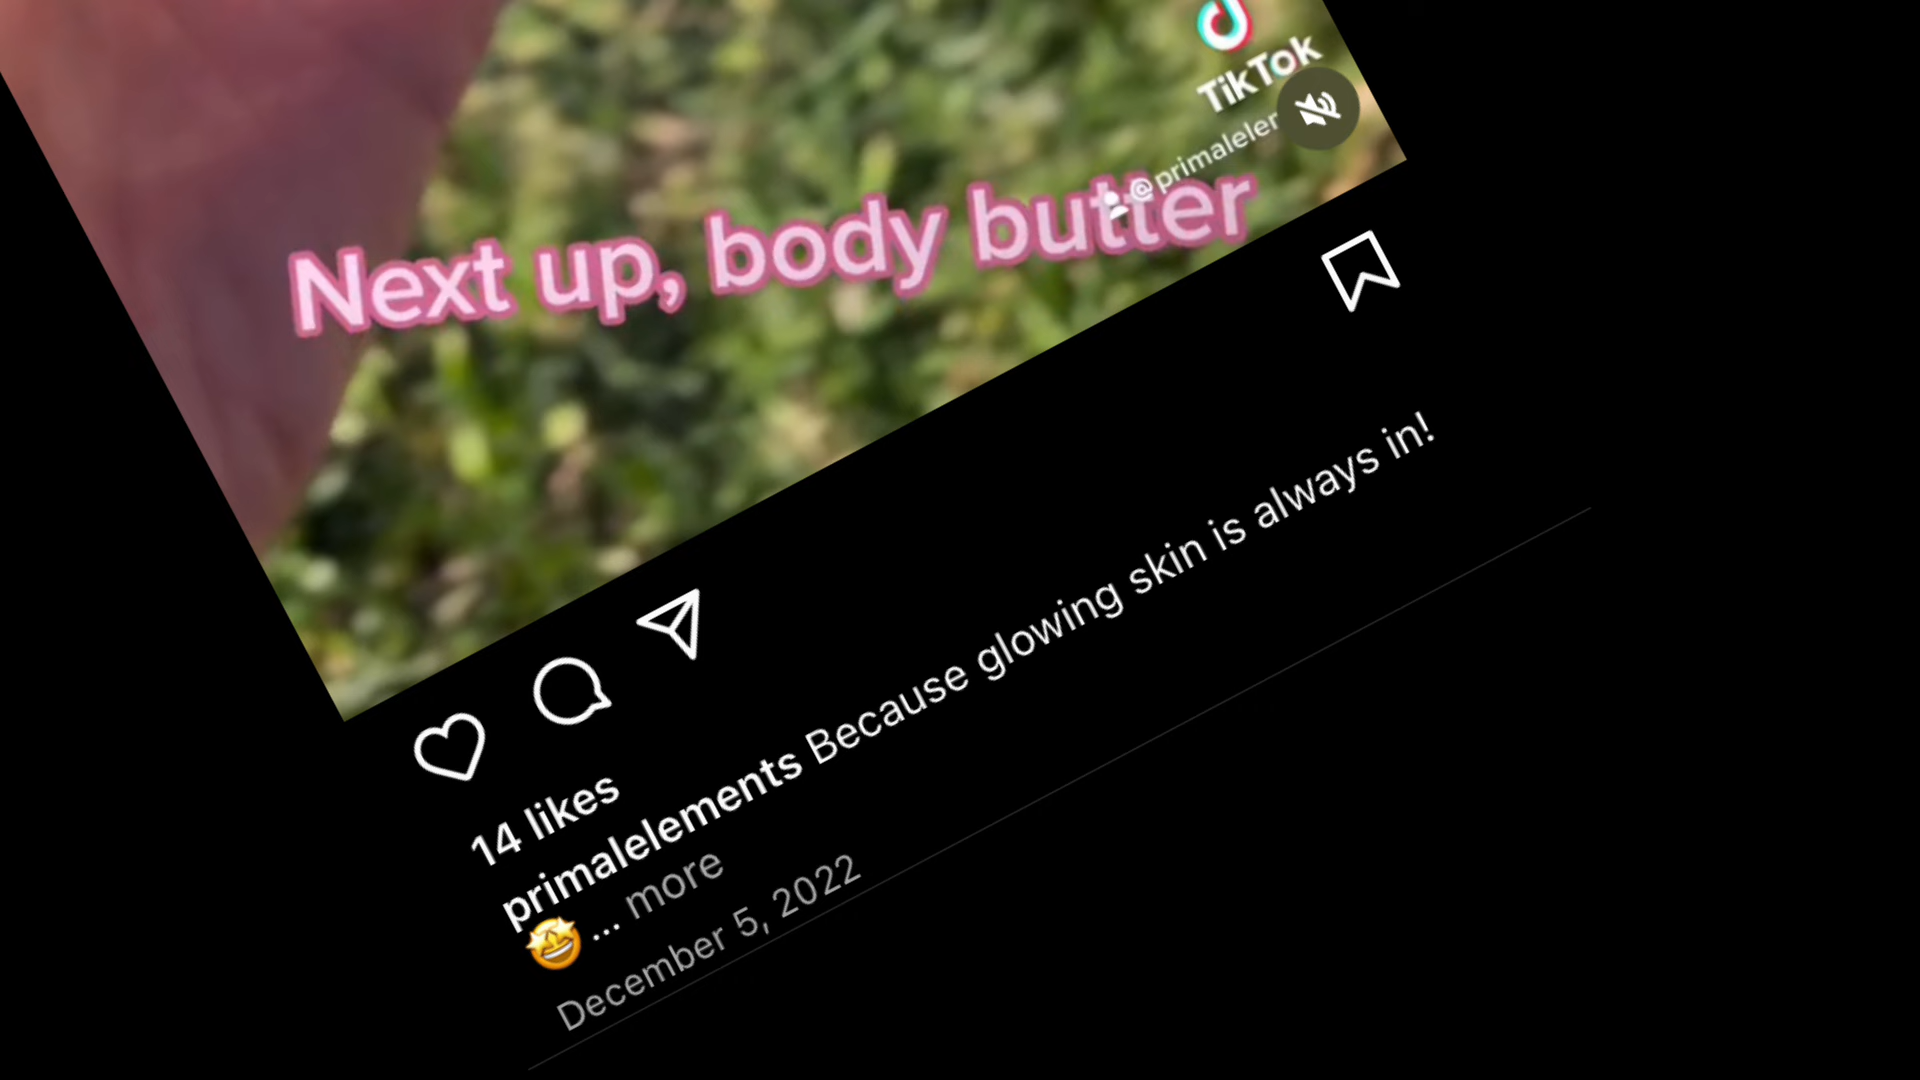 TikTok
@primaleler
Next up, body butter
14 likes
primalelements Because glowing skin is always in!
🤩 ... more
December 5, 2022